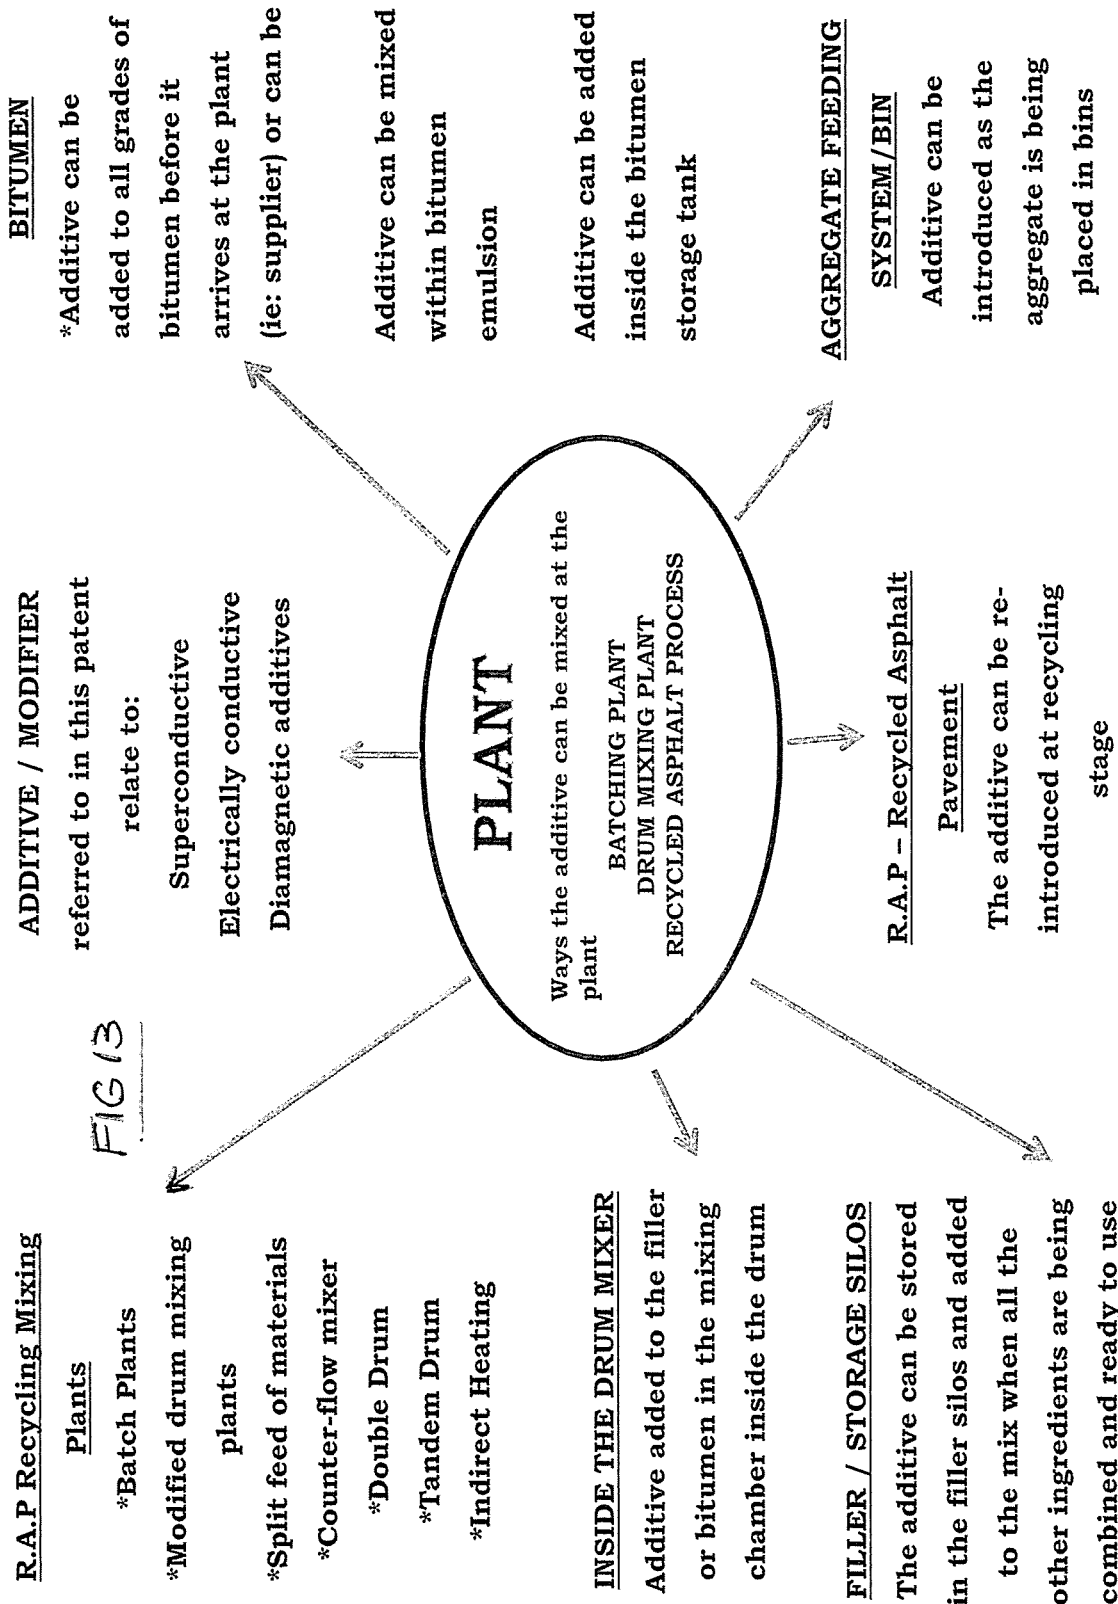 FIG 13
R.A.P Recycling Mixing
Plants
*Batch Plants
*Modified drum mixing
plants
*Split feed of materials
*Counter-flow mixer
*Double Drum
*Tandem Drum
*Indirect Heating
ADDITIVE / MODIFIER
referred to in this patent
relate to:
Superconductive
Electrically conductive
Diamagnetic additives
BITUMEN
*Additive can be
added to all grades of
bitumen before it
arrives at the plant
(ie: supplier) or can be
Additive can be mixed
within bitumen
emulsion
Additive can be added
inside the bitumen
storage tank
PLANT
Ways the additive can be mixed at the
plant
BATCHING PLANT
DRUM MIXING PLANT
RECYCLED ASPHALT PROCESS
INSIDE THE DRUM MIXER
Additive added to the filler
or bitumen in the mixing
chamber inside the drum
FILLER / STORAGE SILOS
The additive can be stored
in the filler silos and added
to the mix when all the
other ingredients are being
combined and ready to use
R.A.P – Recycled Asphalt
Pavement
The additive can be re-
introduced at recycling
stage
AGGREGATE FEEDING
SYSTEM/BIN
Additive can be
introduced as the
aggregate is being
placed in bins